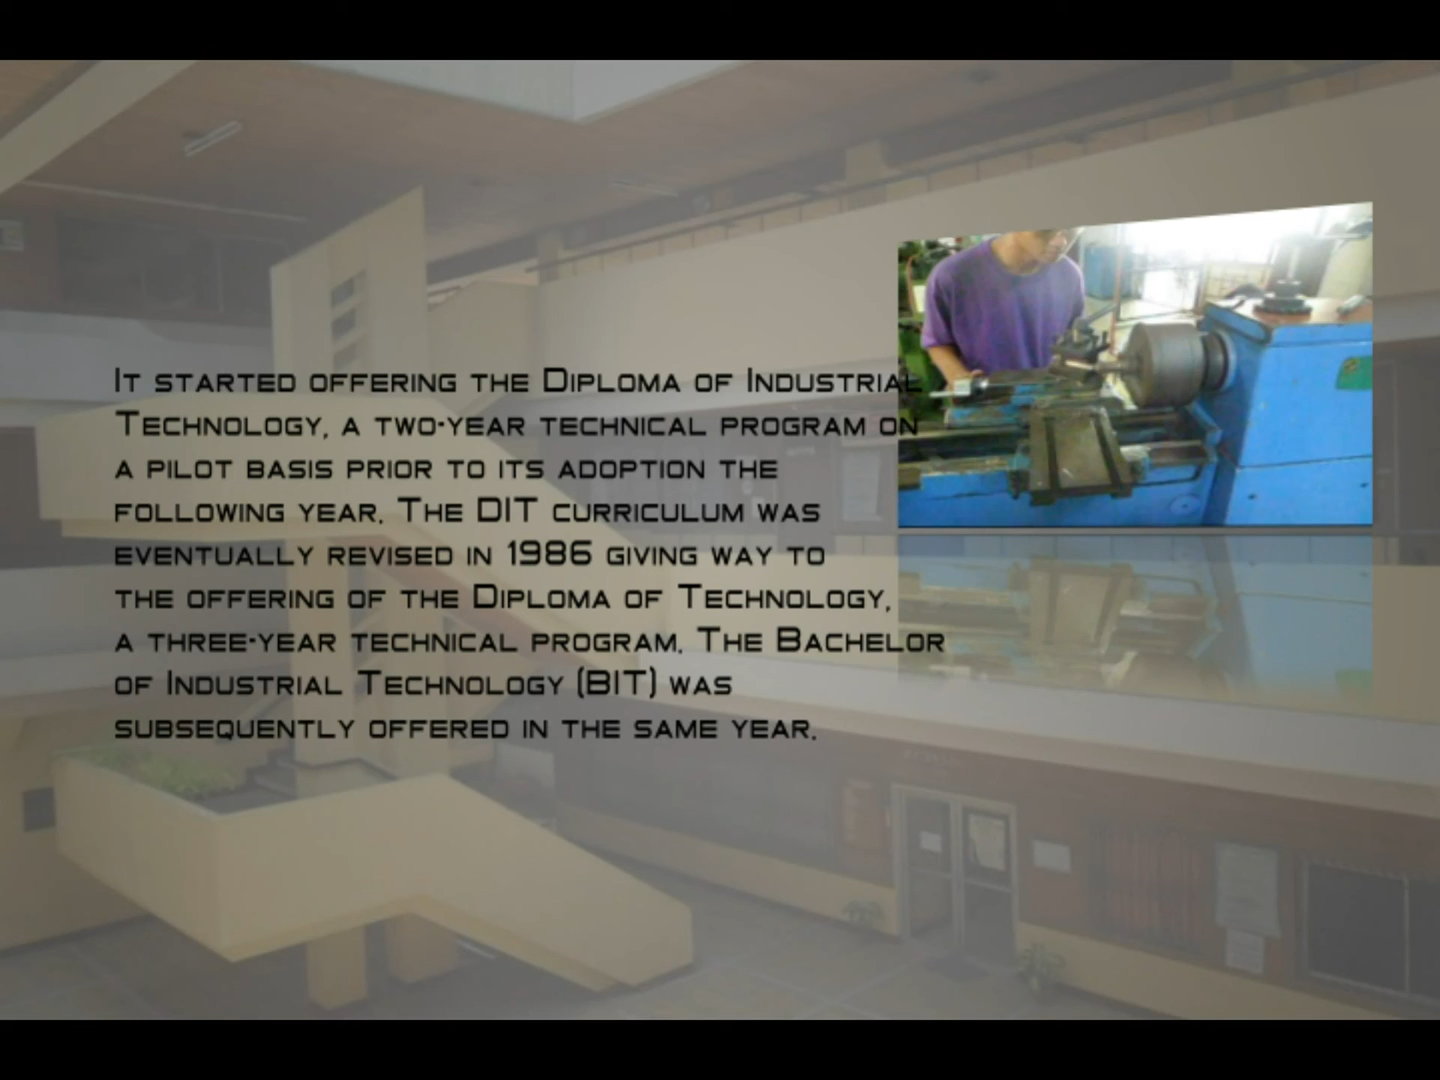 It started offering the Diploma of Industrial
Technology, a two-year technical program on
a pilot basis prior to its adoption the
following year. The DIT curriculum was
eventually revised in 1986 giving way to
the offering of the Diploma of Technology,
a three-year technical program. The Bachelor
of Industrial Technology (BIT) was
subsequently offered in the same year.